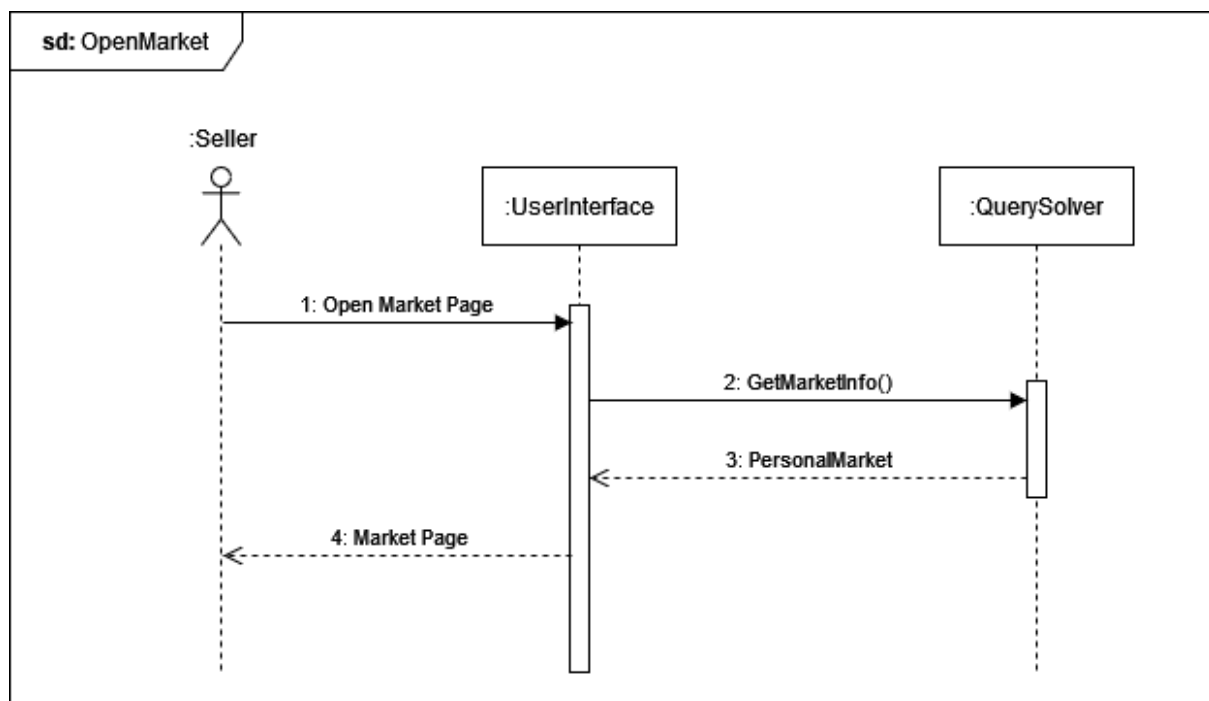 sd: OpenMarket
:Seller
:UserInterface
:QuerySolver
1: Open Market Page
2: GetMarketInfo()
3: PersonalMarket
4: Market Page